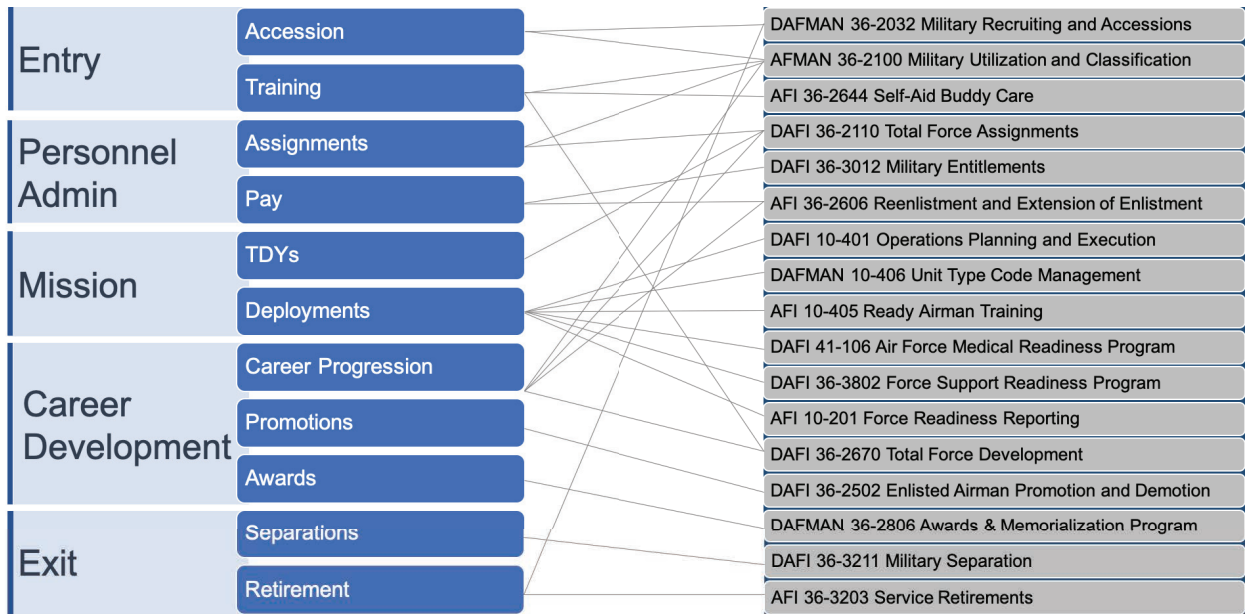 Entry
Accession
Training
Personnel
Admin
Assignments
Pay
Mission
TDYs
Deployments
Career
Development
Career Progression
Promotions
Awards
Exit
Separations
Retirement
DAFMAN 36-2032 Military Recruiting and Accessions
AFMAN 36-2100 Military Utilization and Classification
AFI 36-2644 Self-Aid Buddy Care
DAFI 36-2110 Total Force Assignments
DAFI 36-3012 Military Entitlements
AFI 36-2606 Reenlistment and Extension of Enlistment
DAFI 10-401 Operations Planning and Execution
DAFMAN 10-406 Unit Type Code Management
AFI 10-405 Ready Airman Training
DAFI 41-106 Air Force Medical Readiness Program
DAFI 36-3802 Force Support Readiness Program
AFI 10-201 Force Readiness Reporting
DAFI 36-2670 Total Force Development
DAFI 36-2502 Enlisted Airman Promotion and Demotion
DAFMAN 36-2806 Awards & Memorialization Program
DAFI 36-3211 Military Separation
AFI 36-3203 Service Retirements